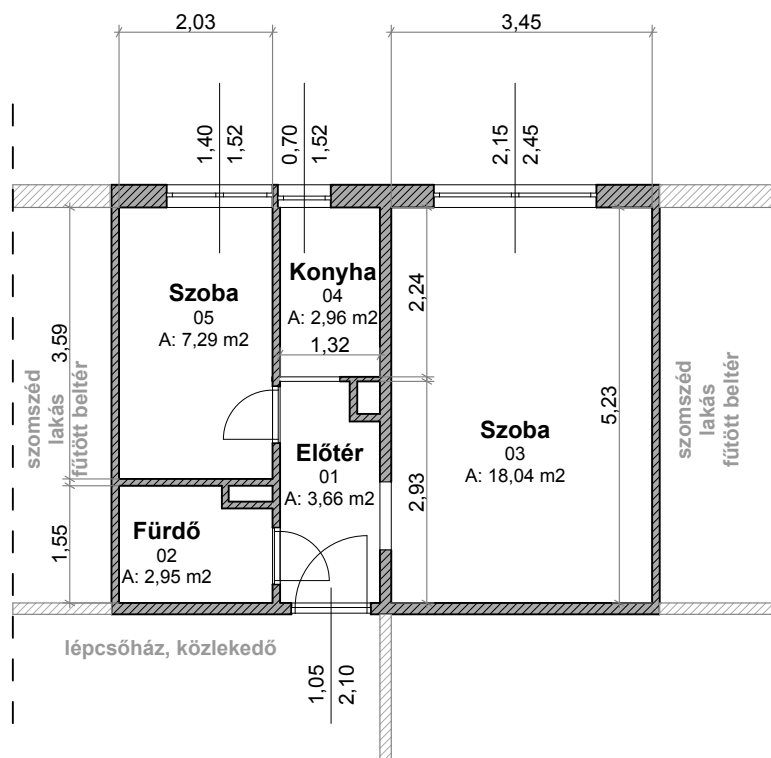 2,03
3,45
1,40
1,52
0,70
1,52
2,15
2,45
Szoba
05
A: 7,29 m2
Konyha
04
A: 2,96 m2
1,32
2,24
3,59
szomszéd
lakás
fűtött beltér
szomszéd
lakás
fűtött beltér
5,23
Szoba
03
A: 18,04 m2
Előtér
01
A: 3,66 m2
2,93
Fürdő
02
A: 2,95 m2
1,55
lépcsőház, közlekedő
1,05
2,10